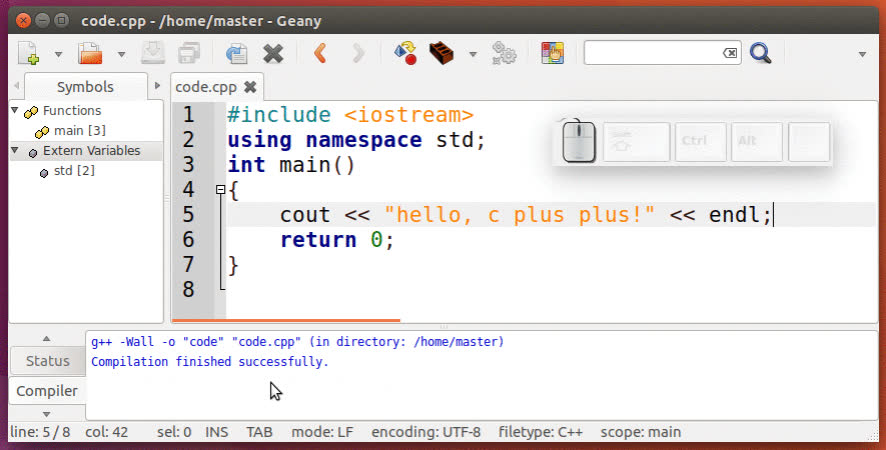 code.cpp - /home/master - Geany
Symbols
code.cpp
Functions
main [3]
Extern Variables
std [2]
1 #include <iostream>
2 using namespace std;
3 int main()
4 {
5 cout << "hello, c plus plus!" << endl;
6 return 0;
7 }
8
Ctrl Alt
Status
Compiler
g++ -Wall -o "code" "code.cpp" (in directory: /home/master)
Compilation finished successfully.
line: 5 / 8 col: 42 sel: 0 INS TAB mode: LF encoding: UTF-8 filetype: C++ scope: main